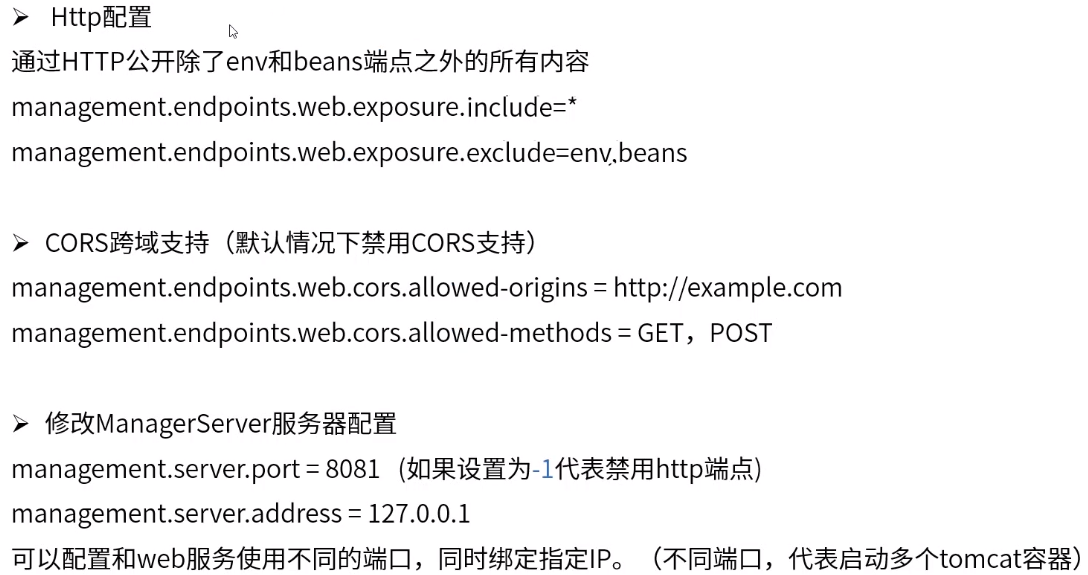 ➢ Http配置
通过HTTP公开除了env和beans端点之外的所有内容
management.endpoints.web.exposure.include=*
management.endpoints.web.exposure.exclude=env,beans
➢ CORS跨域支持（默认情况下禁用CORS支持）
management.endpoints.web.cors.allowed-origins = http://example.com
management.endpoints.web.cors.allowed-methods = GET，POST
➢ 修改ManagerServer服务器配置
management.server.port = 8081 (如果设置为-1代表禁用http端点)
management.server.address = 127.0.0.1
可以配置和web服务使用不同的端口，同时绑定指定IP。（不同端口，代表启动多个tomcat容器）